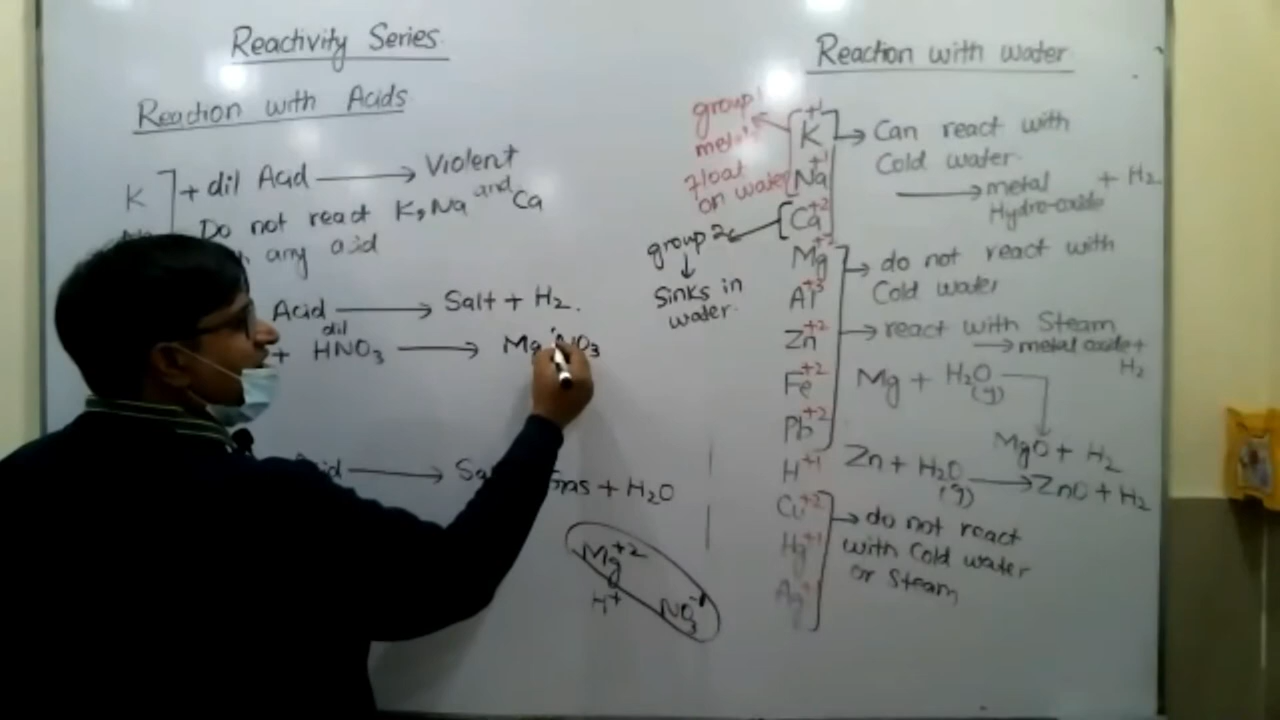 Reactivity Series
Reaction with Acids
K
+ dil Acid → Violent
Do not react K, Na and Ca
any acid
Acid → Salt + H₂.
dil
+ HNO₃ → Mg NO₃
→ Gas + H₂O
Mg⁺²
H⁺ NO₃⁻¹
Reaction with water
group 1
metals
float
on water
K⁺¹
Na⁺¹
Ca⁺²
→ Can react with
Cold water.
→ metal + H₂
Hydro-oxide
group 2
↓
Sinks in
water.
Mg⁺²
Al⁺³
Zn⁺²
Fe⁺²
Pb⁺²
→ do not react with
Cold water
→ react with Steam
→ metal oxide +
H₂
Mg + H₂O
(g)
MgO + H₂
H⁺¹
Zn + H₂O → ZnO + H₂
(g)
Cu⁺²
Hg⁺¹
Ag⁺
→ do not react
with Cold water
or Steam